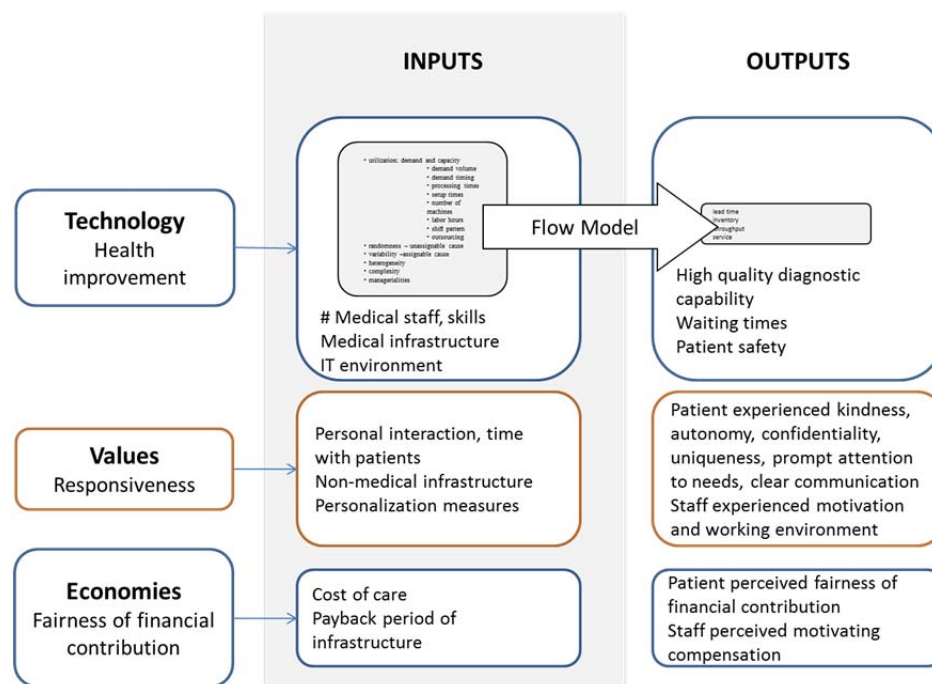 INPUTS
OUTPUTS
Technology
Health
improvement
• utilization: demand and capacity
• demand volume
• demand timing
• processing times
• setup times
• number of
machines
• labor hours
• shift pattern
• outsourcing
• randomness – unassignable cause
• variability –assignable cause
• heterogeneity
• complexity
• managerialities
# Medical staff, skills
Medical infrastructure
IT environment
Flow Model
lead time
inventory
throughput
service
High quality diagnostic
capability
Waiting times
Patient safety
Values
Responsiveness
Personal interaction, time
with patients
Non-medical infrastructure
Personalization measures
Patient experienced kindness,
autonomy, confidentiality,
uniqueness, prompt attention
to needs, clear communication
Staff experienced motivation
and working environment
Economies
Fairness of financial
contribution
Cost of care
Payback period of
infrastructure
Patient perceived fairness of
financial contribution
Staff perceived motivating
compensation